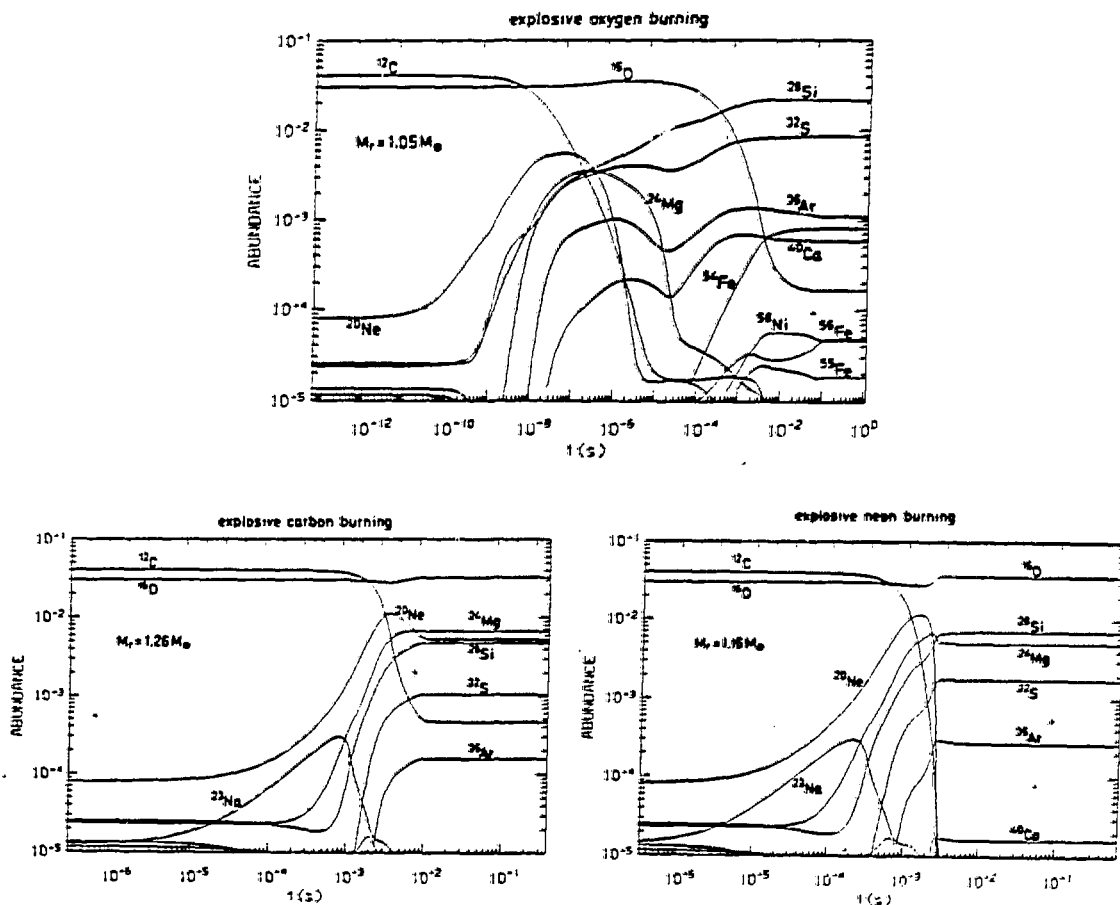 explosive oxygen burning
10⁻¹
¹²C
¹⁶O
²⁸Si
10⁻²
³²S
Mᵣ = 1.05 M⊙
ABUNDANCE
²⁴Mg
³⁶Ar
10⁻³
⁵⁴Fe
⁴⁰Ca
10⁻⁴
²⁰Ne
⁵⁸Ni
⁵⁶Fe
⁵⁵Fe
10⁻⁵
10⁻¹² 10⁻¹⁰ 10⁻⁸ 10⁻⁶ 10⁻⁴ 10⁻² 10⁰
t(s)
explosive carbon burning
10⁻¹
¹²C
¹⁶O
10⁻²
²⁰Ne
²⁴Mg
Mᵣ = 1.26 M⊙
²⁸Si
ABUNDANCE
³²S
10⁻³
³⁶Ar
10⁻⁴
²³Na
10⁻⁵
10⁻⁶ 10⁻⁵ 10⁻⁴ 10⁻³ 10⁻² 10⁻¹
t(s)
explosive neon burning
10⁻¹
¹²C
¹⁶O
¹⁶O
10⁻²
²⁸Si
Mᵣ = 1.15 M⊙
²⁴Mg
²⁰Ne
³²S
ABUNDANCE
10⁻³
³⁶Ar
10⁻⁴
²³Na
⁴⁰Ca
10⁻⁵
10⁻⁶ 10⁻⁵ 10⁻⁴ 10⁻³ 10⁻² 10⁻¹
t(s)